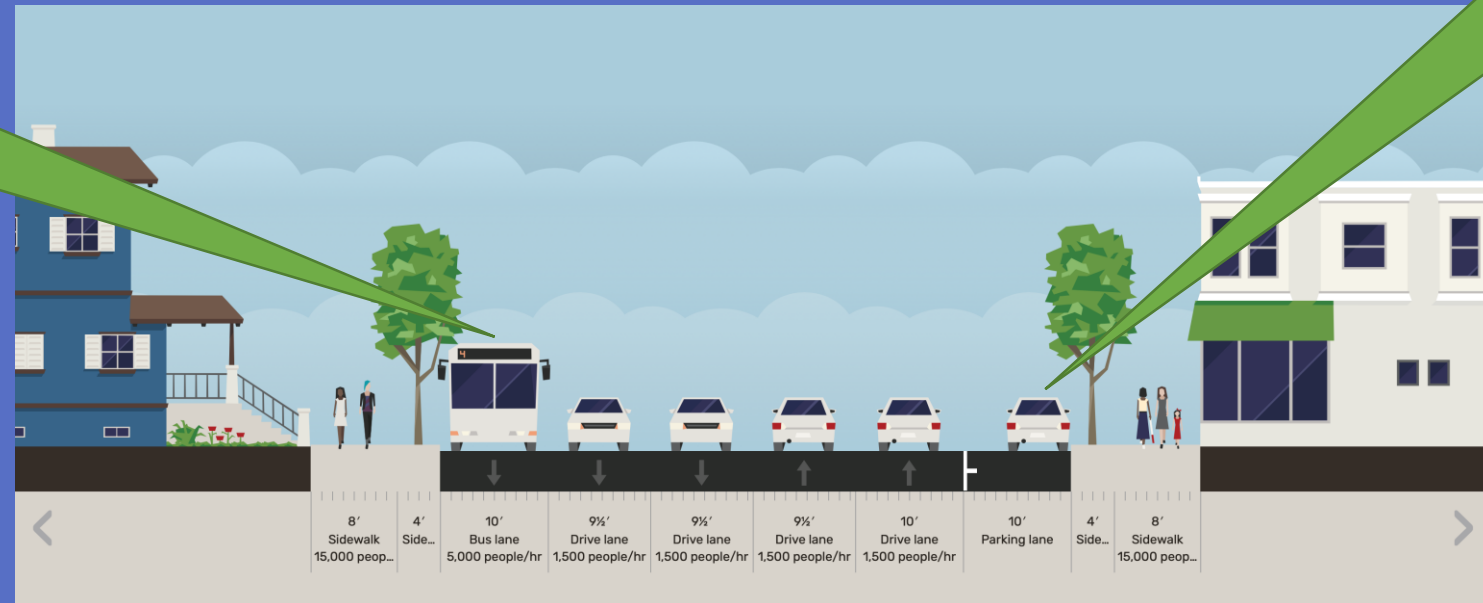 4
8′
Sidewalk
15,000 peop...
4′
Side...
10′
Bus lane
5,000 people/hr
9½′
Drive lane
1,500 people/hr
9½′
Drive lane
1,500 people/hr
9½′
Drive lane
1,500 people/hr
10′
Drive lane
1,500 people/hr
10′
Parking lane
4′
Side...
8′
Sidewalk
15,000 peop...